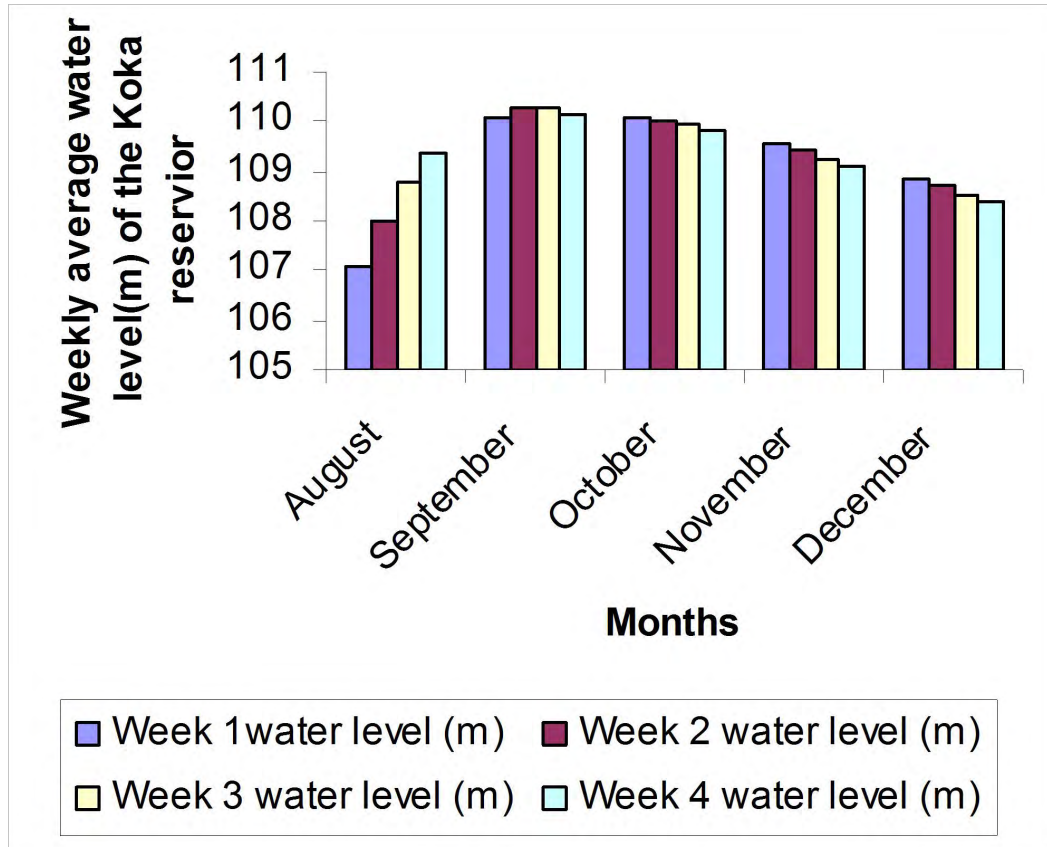 Weekly average water
level(m) of the Koka
reservior
111
110
109
108
107
106
105
August
September
October
November
December
Months
Week 1water level (m)
Week 2 water level (m)
Week 3 water level (m)
Week 4 water level (m)